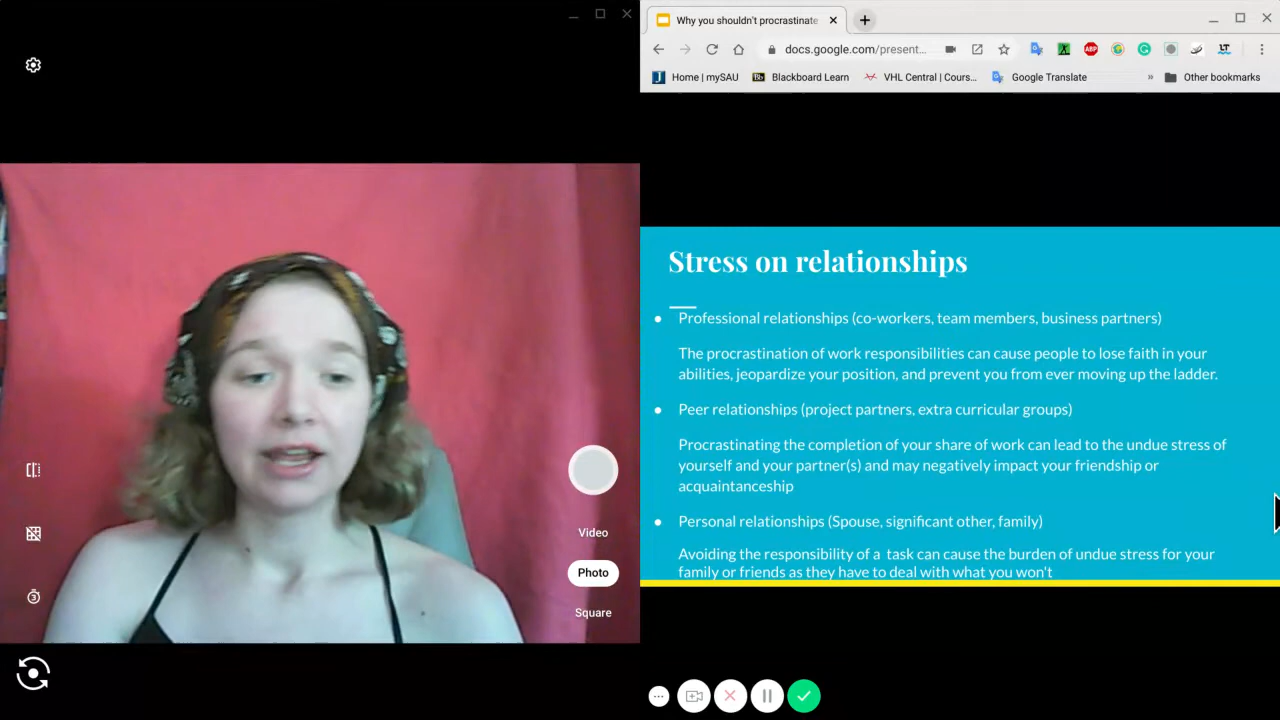 Video
Photo
Square
3
Why you shouldn't procrastinate
docs.google.com/present...
ABP
LT
Home | mySAU
Bb
Blackboard Learn
VHL Central | Cours...
Google Translate
Other bookmarks
Stress on relationships
Professional relationships (co-workers, team members, business partners)
The procrastination of work responsibilities can cause people to lose faith in your
abilities, jeopardize your position, and prevent you from ever moving up the ladder.
Peer relationships (project partners, extra curricular groups)
Procrastinating the completion of your share of work can lead to the undue stress of
yourself and your partner(s) and may negatively impact your friendship or
acquaintanceship
Personal relationships (Spouse, significant other, family)
Avoiding the responsibility of a  task can cause the burden of undue stress for your
family or friends as they have to deal with what you won't